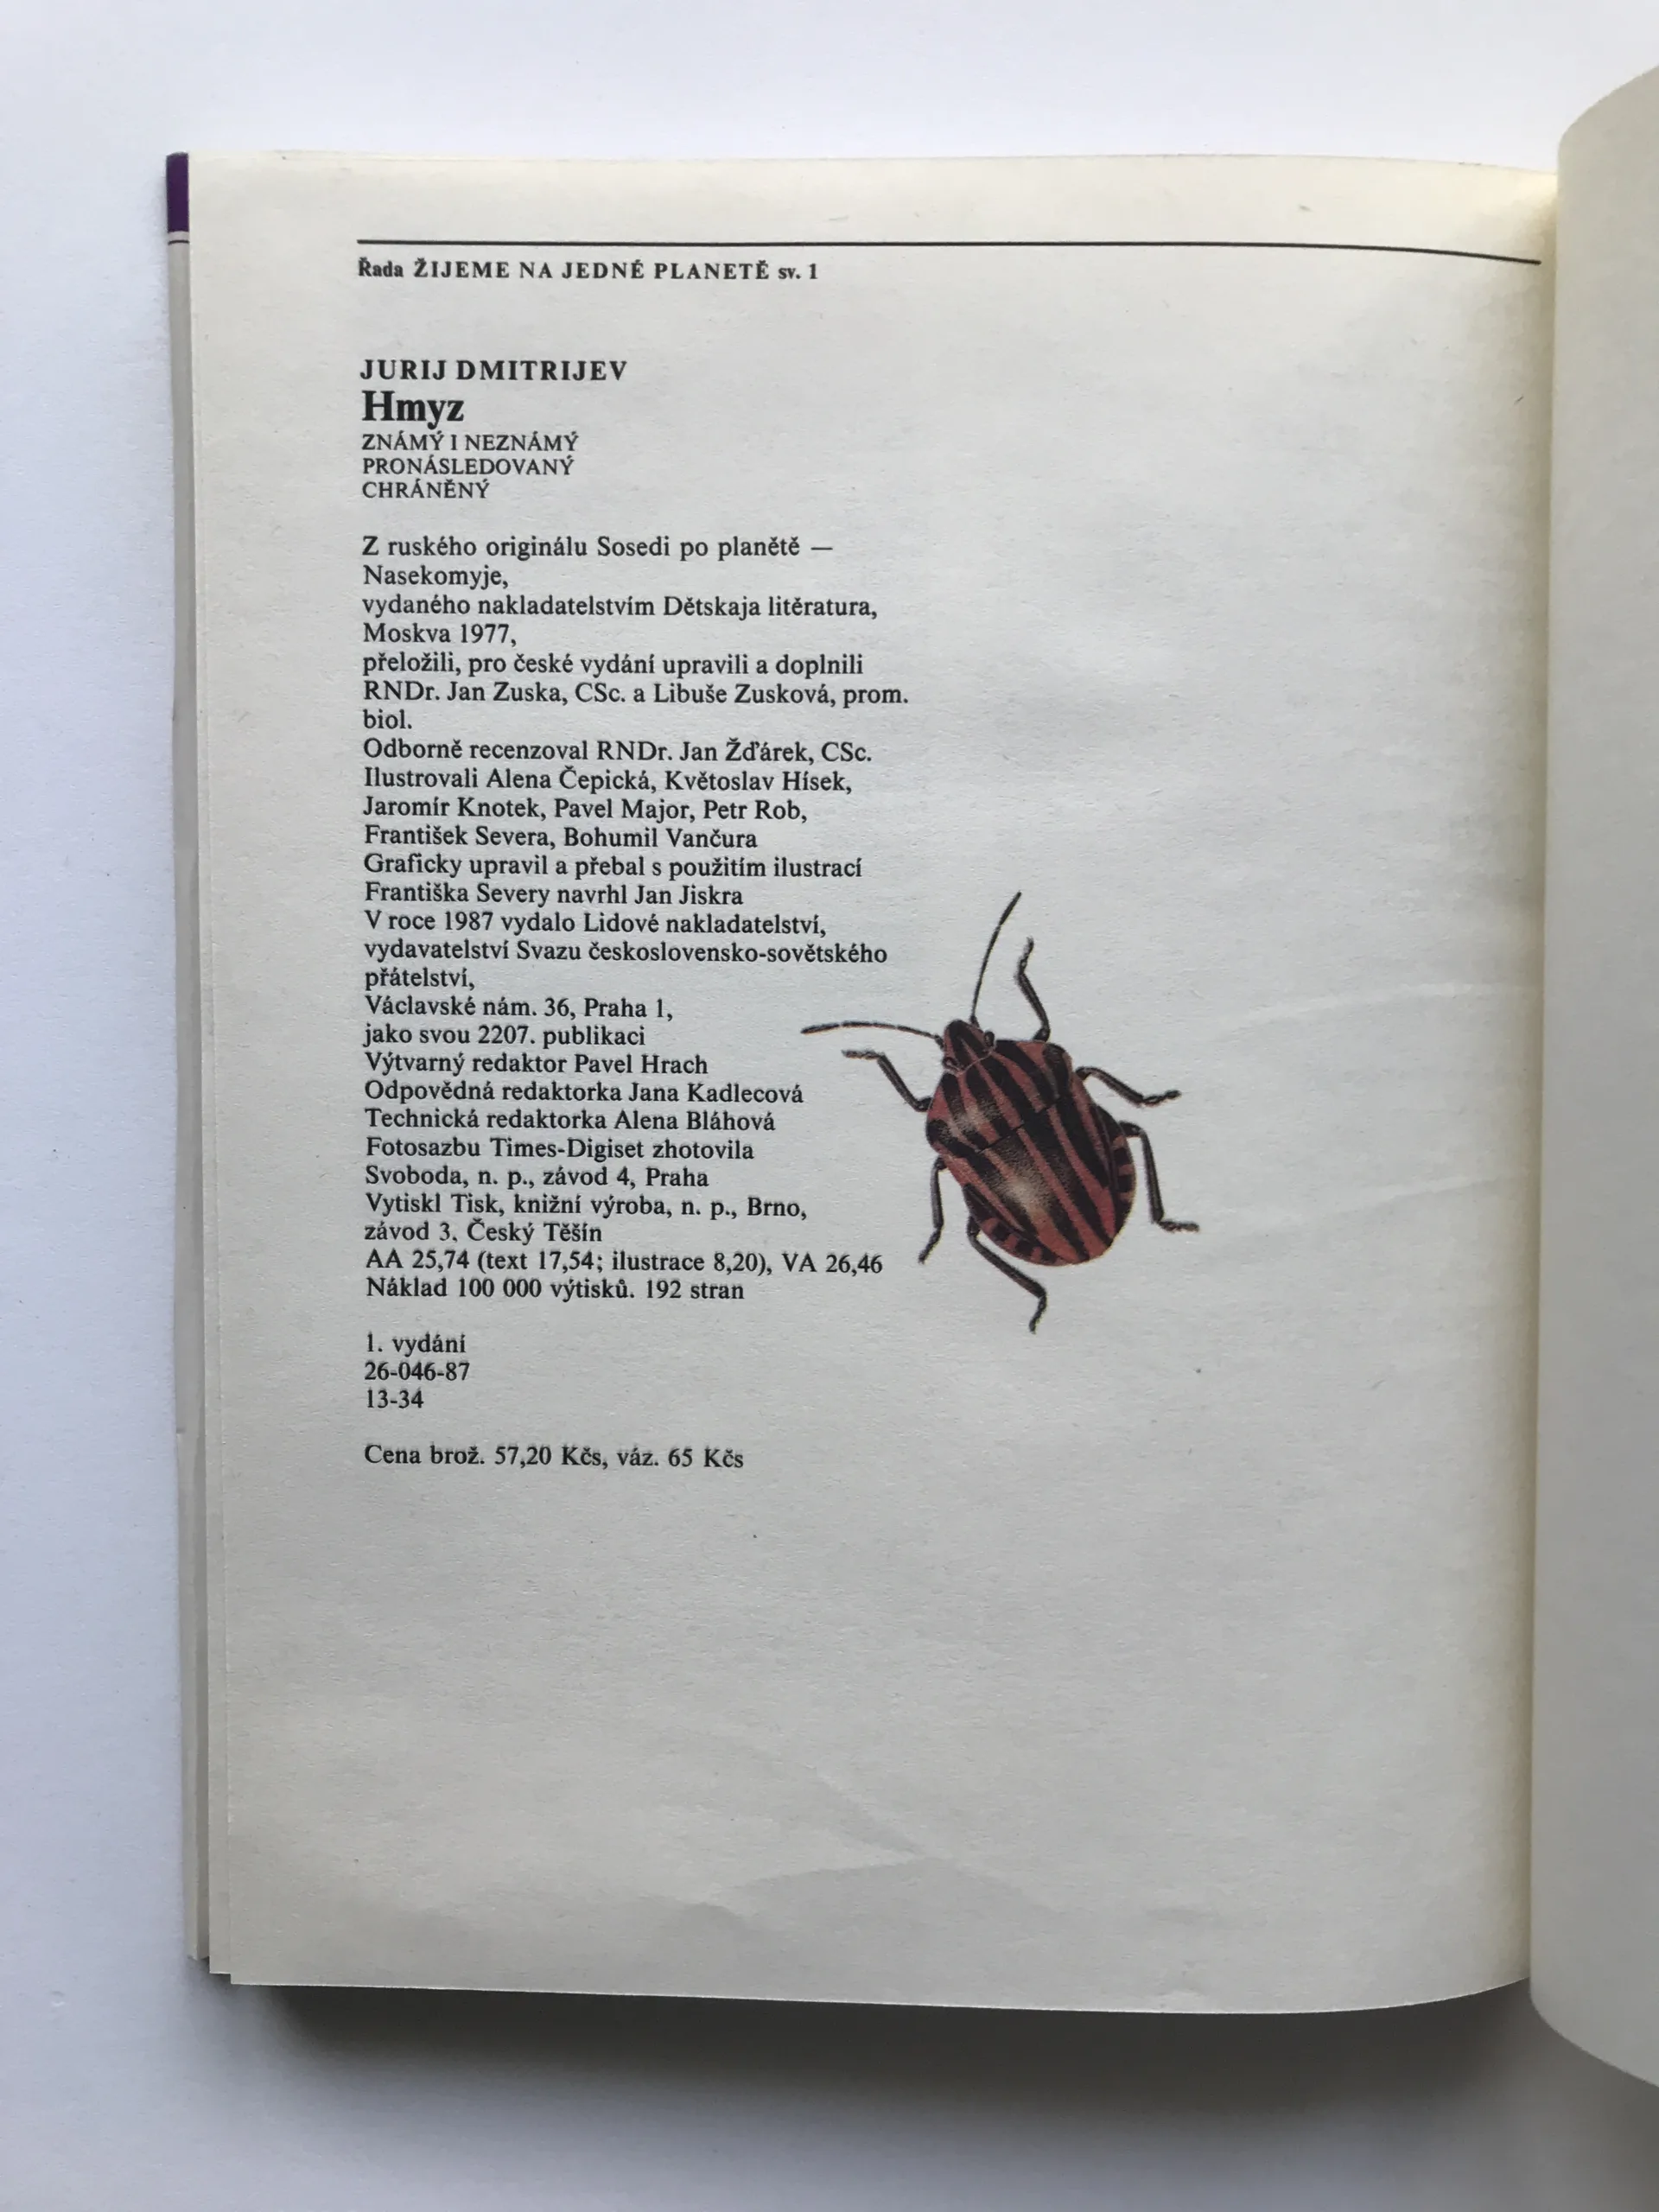 Řada ŽIJEME NA JEDNÉ PLANETĚ sv. 1
JURIJ DMITRIJEV
Hmyz
ZNÁMÝ I NEZNÁMÝ
PRONÁSLEDOVANÝ
CHRÁNĚNÝ
Z ruského originálu Sosedi po planětě —
Nasekomyje,
vydaného nakladatelstvím Dětskaja litěratura,
Moskva 1977,
přeložili, pro české vydání upravili a doplnili
RNDr. Jan Zuska, CSc. a Libuše Zusková, prom.
biol.
Odborně recenzoval RNDr. Jan Žďárek, CSc.
Ilustrovali Alena Čepická, Květoslav Hísek,
Jaromír Knotek, Pavel Major, Petr Rob,
František Severa, Bohumil Vančura
Graficky upravil a přebal s použitím ilustrací
Františka Severy navrhl Jan Jiskra
V roce 1987 vydalo Lidové nakladatelství,
vydavatelství Svazu československo-sovětského
přátelství,
Václavské nám. 36, Praha 1,
jako svou 2207. publikaci
Výtvarný redaktor Pavel Hrach
Odpovědná redaktorka Jana Kadlecová
Technická redaktorka Alena Bláhová
Fotosazbu Times-Digiset zhotovila
Svoboda, n. p., závod 4, Praha
Vytiskl Tisk, knižní výroba, n. p., Brno,
závod 3, Český Těšín
AA 25,74 (text 17,54; ilustrace 8,20), VA 26,46
Náklad 100 000 výtisků. 192 stran
1. vydání
26-046-87
13-34
Cena brož. 57,20 Kčs, váz. 65 Kčs